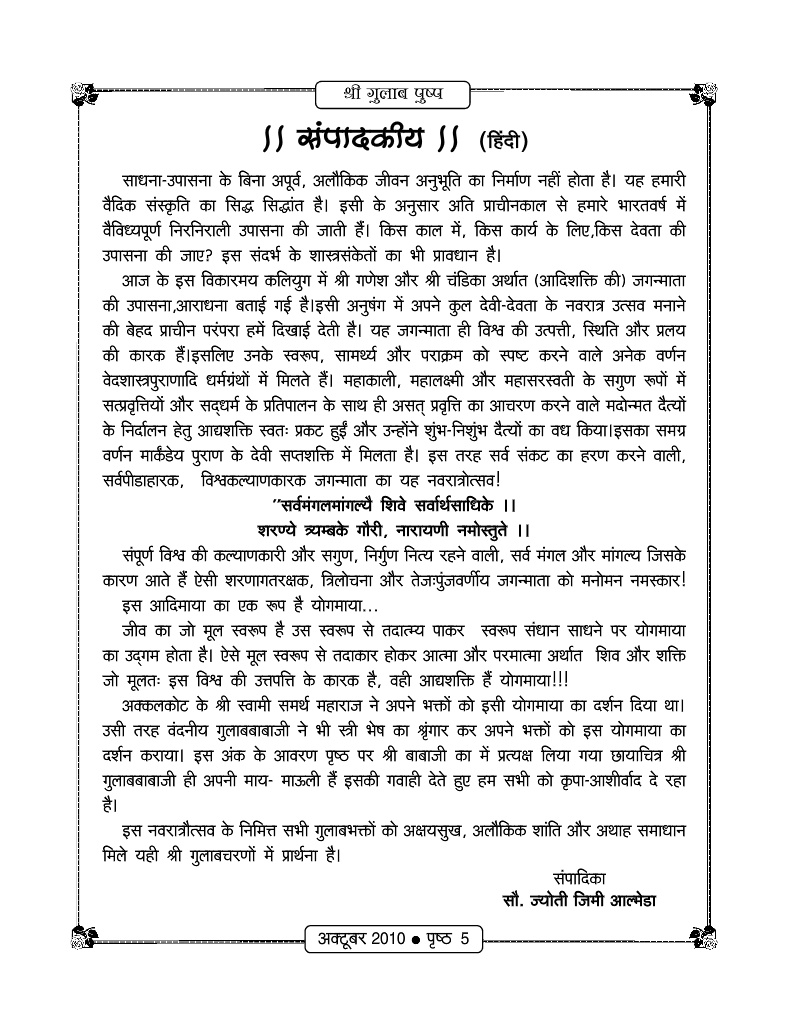 श्री गुलाब पुष्प
।। संपादकीय ।। (हिंदी)
साधना-उपासना के बिना अपूर्व, अलौकिक जीवन अनुभूति का निर्माण नहीं होता है। यह हमारी
वैदिक संस्कृति का सिद्ध सिद्धांत है। इसी के अनुसार अति प्राचीनकाल से हमारे भारतवर्ष में
वैविध्यपूर्ण निरनिराली उपासना की जाती हैं। किस काल में, किस कार्य के लिए,किस देवता की
उपासना की जाए? इस संदर्भ के शास्त्रसंकेतों का भी प्रावधान है।
आज के इस विकारमय कलियुग में श्री गणेश और श्री चंडिका अर्थात (आदिशक्ति की) जगन्माता
की उपासना,आराधना बताई गई है।इसी अनुषंग में अपने कुल देवी-देवता के नवरात्र उत्सव मनाने
की बेहद प्राचीन परंपरा हमें दिखाई देती है। यह जगन्माता ही विश्व की उत्पत्ती, स्थिति और प्रलय
की कारक हैं।इसलिए उनके स्वरूप, सामर्थ्य और पराक्रम को स्पष्ट करने वाले अनेक वर्णन
वेदशास्त्रपुराणादि धर्मग्रंथों में मिलते हैं। महाकाली, महालक्ष्मी और महासरस्वती के सगुण रूपों में
सत्प्रवृत्तियों और सद्‌धर्म के प्रतिपालन के साथ ही असत् प्रवृत्ति का आचरण करने वाले मदोन्मत दैत्यों
के निर्दालन हेतु आद्यशक्ति स्वतः प्रकट हुईं और उन्होंने शुंभ-निशुंभ दैत्यों का वध किया।इसका समग्र
वर्णन मार्कंडेय पुराण के देवी सप्तशक्ति में मिलता है। इस तरह सर्व संकट का हरण करने वाली,
सर्वपीडाहारक, विश्वकल्याणकारक जगन्माता का यह नवरात्रोत्सव!
”सर्वमंगलमांगल्यै शिवे सर्वार्थसाधिके ।।
शरण्ये त्र्यम्बके गौरी, नारायणी नमोस्तुते ।।
संपूर्ण विश्व की कल्याणकारी और सगुण, निर्गुण नित्य रहने वाली, सर्व मंगल और मांगल्य जिसके
कारण आते हैं ऐसी शरणागतरक्षक, त्रिलोचना और तेजःपुंजवर्णीय जगन्माता को मनोमन नमस्कार!
इस आदिमाया का एक रूप है योगमाया...
जीव का जो मूल स्वरूप है उस स्वरूप से तदात्म्य पाकर स्वरूप संधान साधने पर योगमाया
का उद्‌गम होता है। ऐसे मूल स्वरूप से तदाकार होकर आत्मा और परमात्मा अर्थात शिव और शक्ति
जो मूलतः इस विश्व की उत्तपत्ति के कारक है, वही आद्यशक्ति हैं योगमाया!!!
अक्कलकोट के श्री स्वामी समर्थ महाराज ने अपने भक्तों को इसी योगमाया का दर्शन दिया था।
उसी तरह वंदनीय गुलाबबाबाजी ने भी स्त्री भेष का श्रृंगार कर अपने भक्तों को इस योगमाया का
दर्शन कराया। इस अंक के आवरण पृष्ठ पर श्री बाबाजी का में प्रत्यक्ष लिया गया छायाचित्र श्री
गुलाबबाबाजी ही अपनी माय- माऊली हैं इसकी गवाही देते हुए हम सभी को कृपा-आशीर्वाद दे रहा
है।
इस नवरात्रौत्सव के निमित्त सभी गुलाबभक्तों को अक्षयसुख, अलौकिक शांति और अथाह समाधान
मिले यही श्री गुलाबचरणों में प्रार्थना है।
संपादिका
सौ. ज्योती जिमी आल्मेडा
अक्टूबर 2010 ● पृष्ठ 5